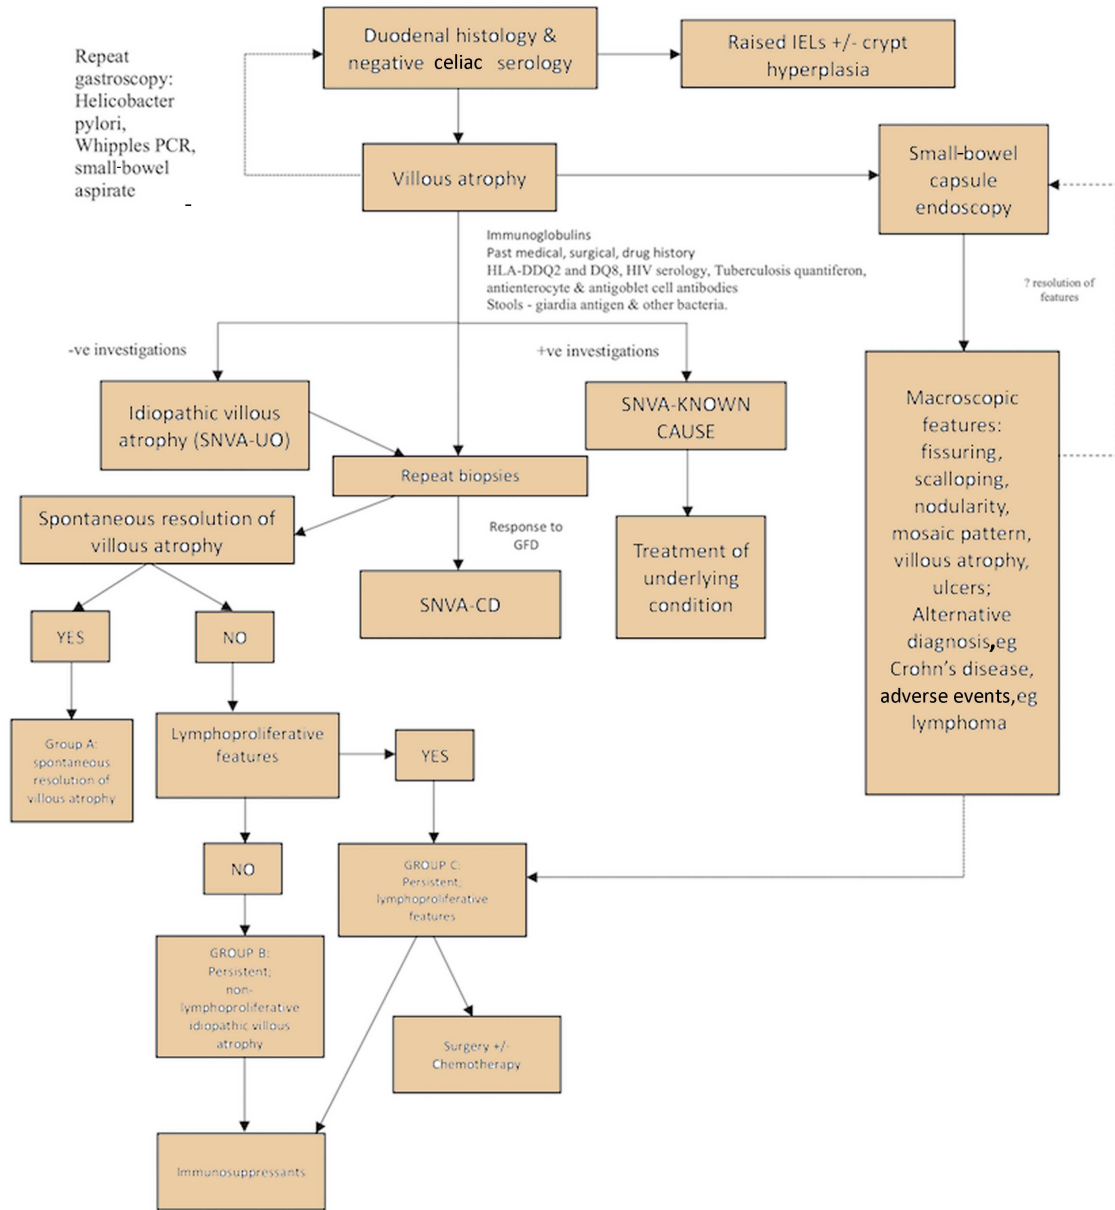 Duodenal histology &
negative celiac serology
Raised IELs +/- crypt
hyperplasia
Repeat
gastroscopy:
Helicobacter
pylori,
Whipples PCR,
small-bowel
aspirate
-
Villous atrophy
Small-bowel
capsule
endoscopy
Immunoglobulins
Past medical, surgical, drug history
HLA-DDQ2 and DQ8, HIV serology, Tuberculosis quantiferon,
antienterocyte & antigoblet cell antibodies
Stools - giardia antigen & other bacteria.
? resolution of
features
-ve investigations
+ve investigations
Idiopathic villous
atrophy (SNVA-UO)
SNVA-KNOWN
CAUSE
Repeat biopsies
Spontaneous resolution of
villous atrophy
Response to
GFD
SNVA-CD
Treatment of
underlying
condition
Macroscopic
features:
fissuring,
scalloping,
nodularity,
mosaic pattern,
villous atrophy,
ulcers;
Alternative
diagnosis,eg
Crohn's disease,
adverse events,eg
lymphoma
YES
NO
Group A:
spontaneous
resolution of
villous atrophy
Lymphoproliferative
features
YES
NO
GROUP C:
Persistent;
lymphoproliferative
features
GROUP B:
Persistent;
non-
lymphoproliferative
idiopathic villous
atrophy
Surgery +/-
Chemotherapy
Immunosuppressants